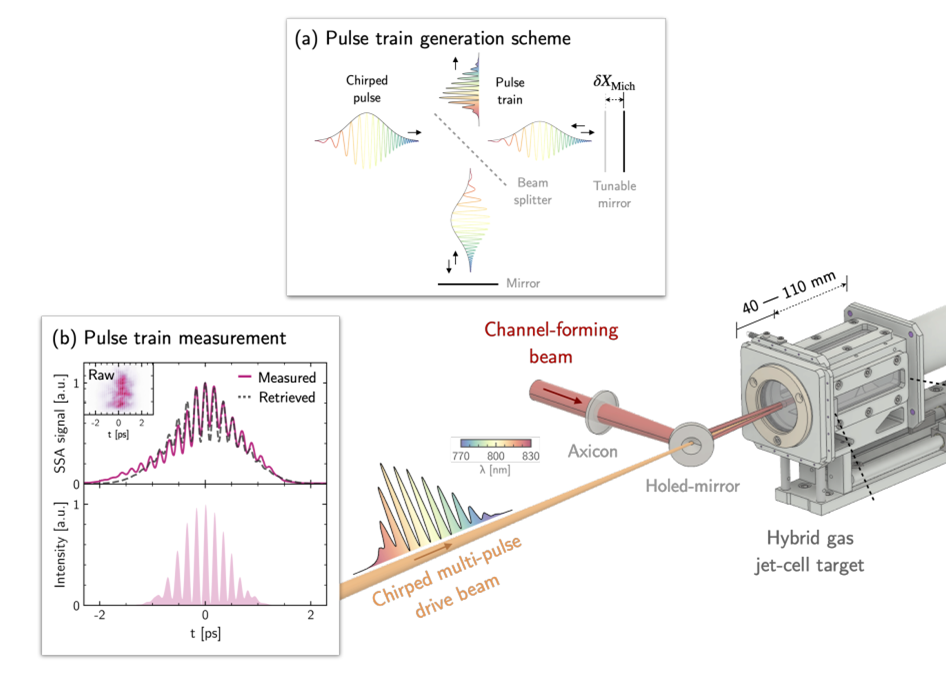 (a) Pulse train generation scheme
Chirped
pulse
Pulse
train
δX_Mich
Beam
splitter
Tunable
mirror
Mirror
(b) Pulse train measurement
Raw
-2 0 2
t [ps]
Measured
Retrieved
SSA signal [a.u.]
1
0
Intensity [a.u.]
1
0
-2 0 2
t [ps]
Channel-forming
beam
Axicon
Holed-mirror
770 800 830
λ [nm]
Chirped multi-pulse
drive beam
40 — 110 mm
Hybrid gas
jet-cell target